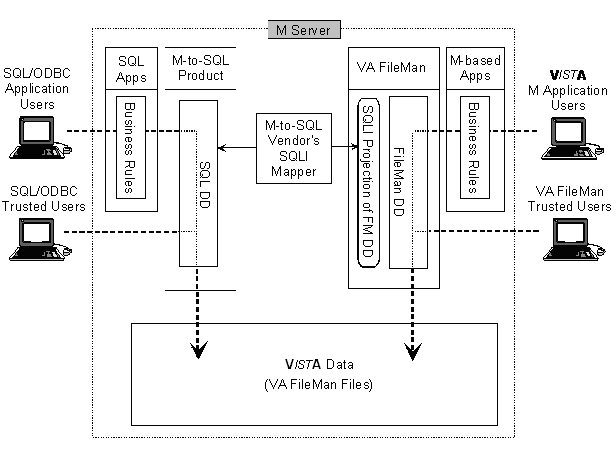 M Server
SQL/ODBC
Application
Users
SQL
Apps
M-to-SQL
Product
VA FileMan
M-based
Apps
VISTA
M Application
Users
Business Rules
SQL DD
M-to-SQL
Vendor's
SQLI
Mapper
SQLI Projection of FM DD
FileMan DD
Business Rules
SQL/ODBC
Trusted Users
VA FileMan
Trusted Users
VISTA Data
(VA FileMan Files)